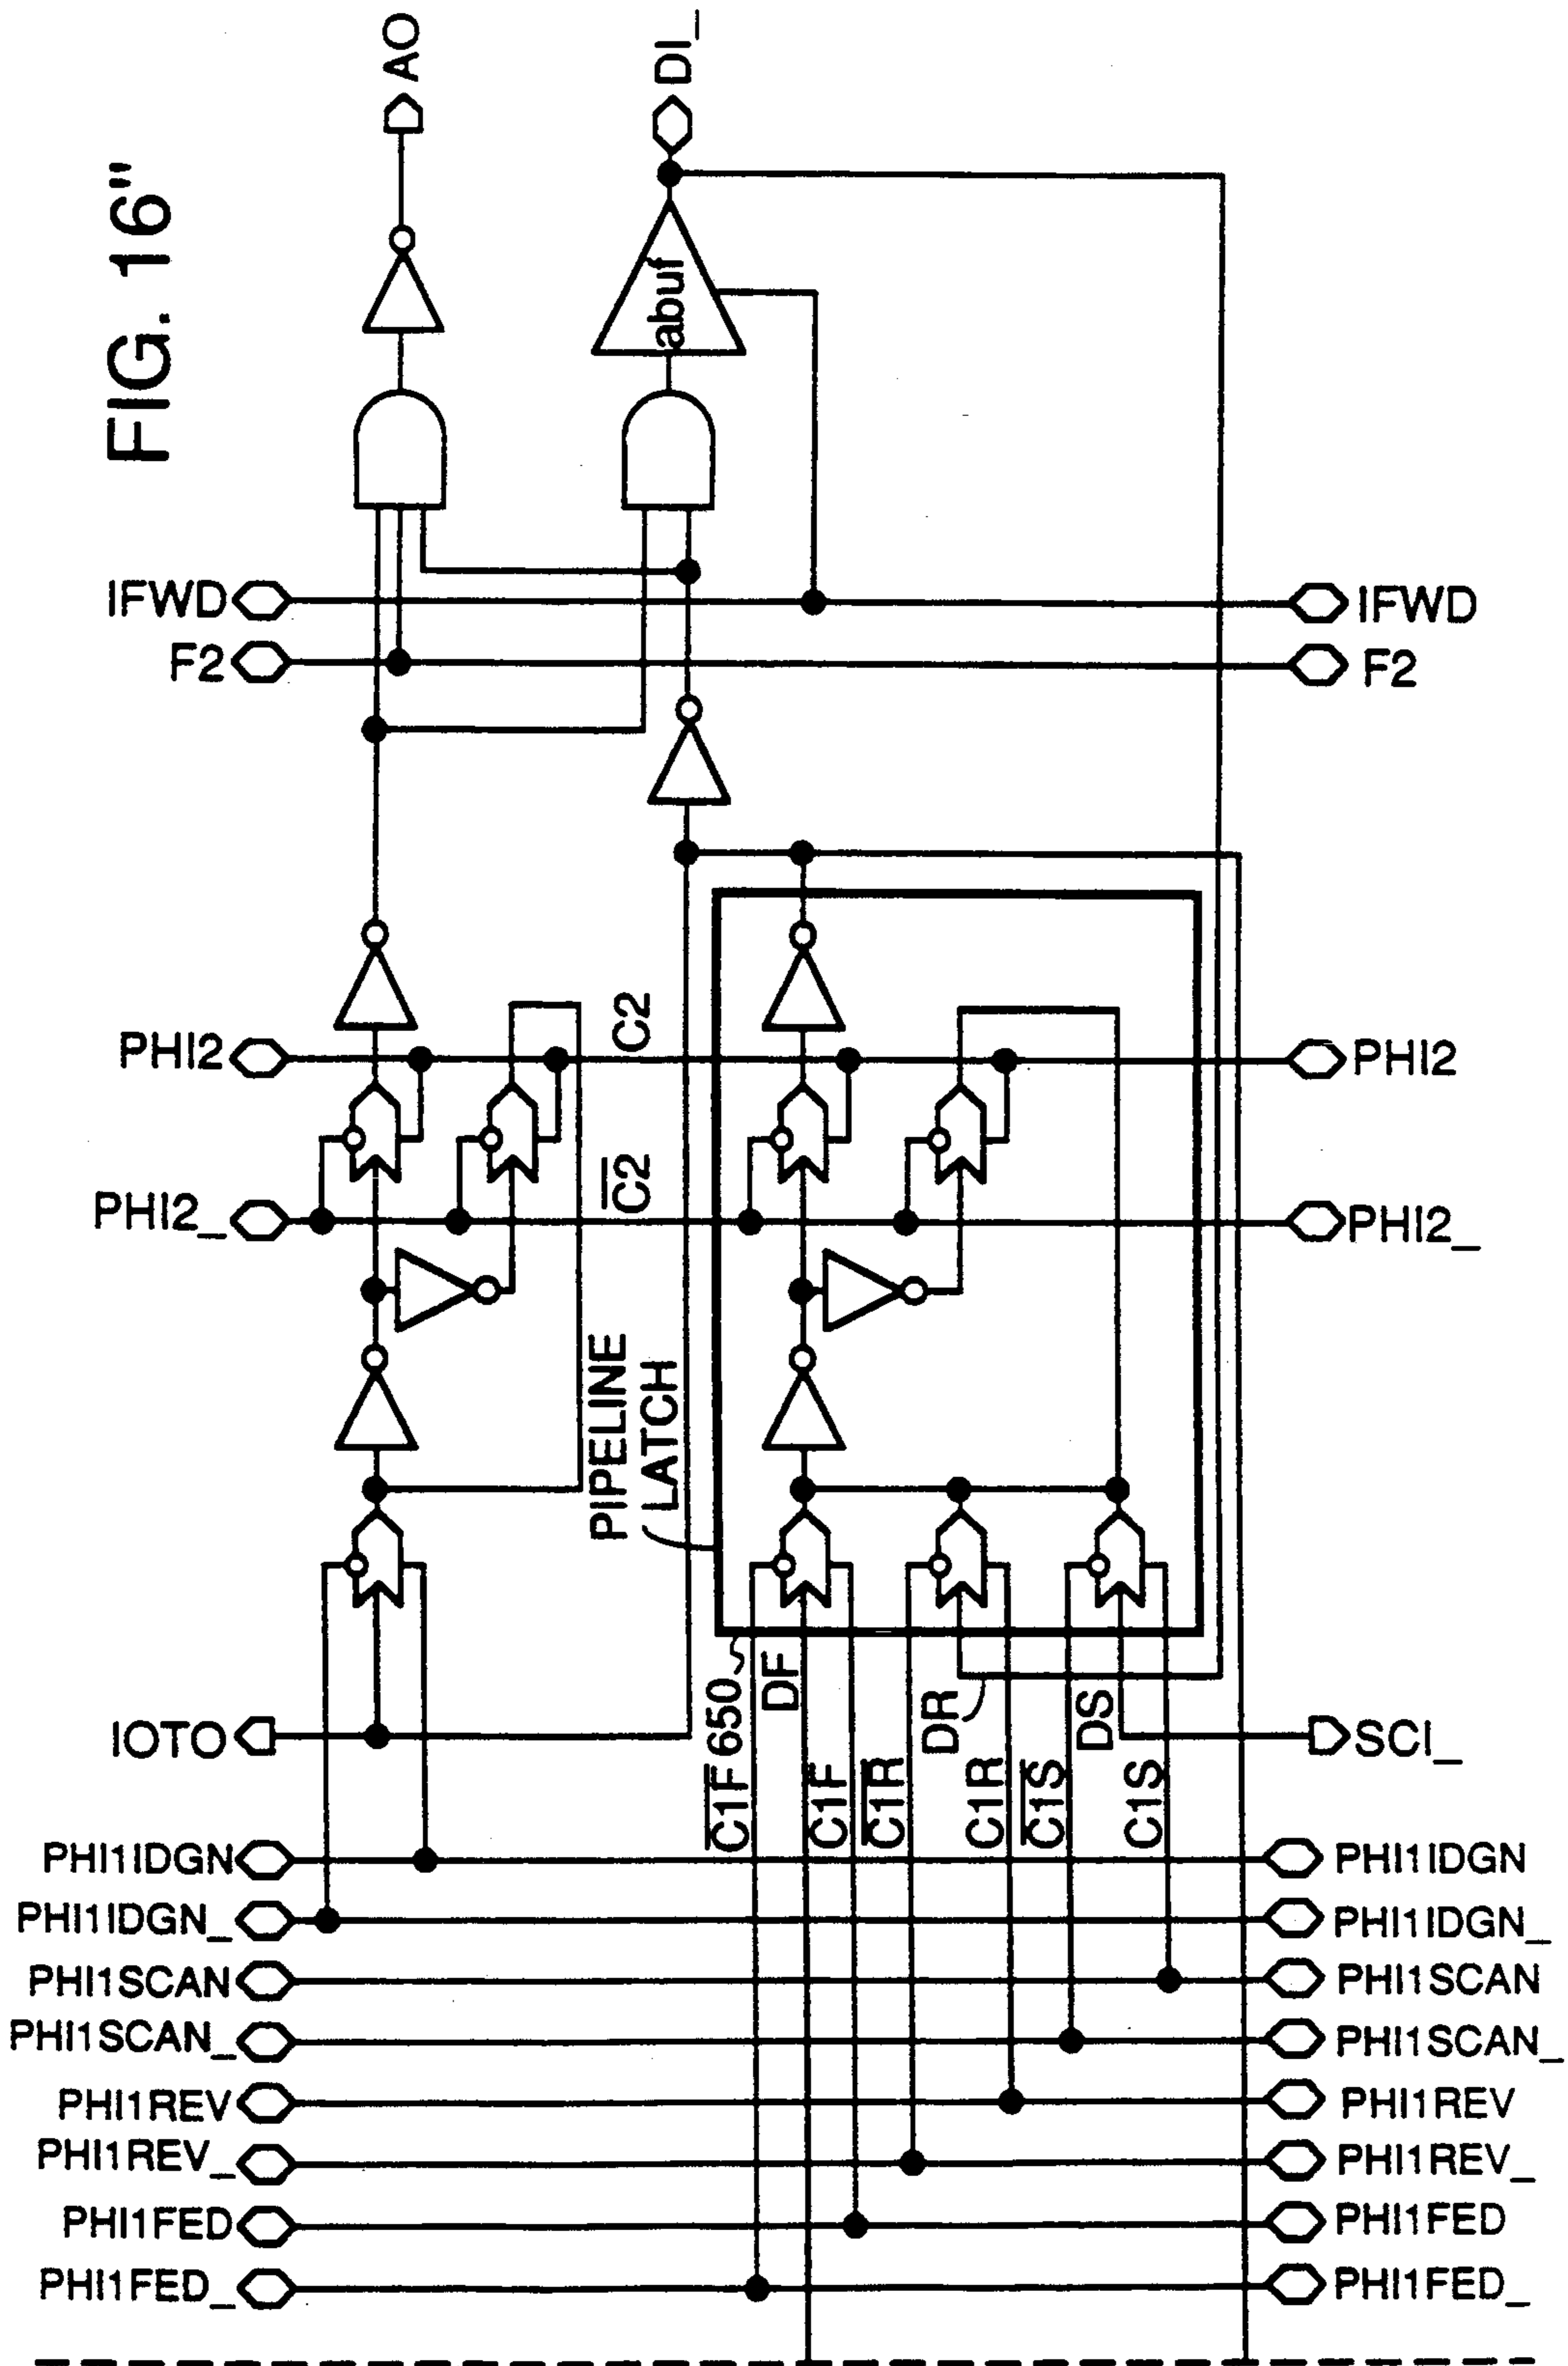 FIG. 16"
AO
DI_
abuf
IFWD
IFWD
F2
F2
PHI2
C2
PHI2
PHI2_
C2
PHI2_
PIPELINE
LATCH
IOTO
C1F
650
DF
C1F
C1R
DR
C1R
C1S
DS
C1S
SCI_
PHI1IDGN
PHI1IDGN
PHI1IDGN_
PHI1IDGN_
PHI1SCAN
PHI1SCAN
PHI1SCAN_
PHI1SCAN_
PHI1REV
PHI1REV
PHI1REV_
PHI1REV_
PHI1FED
PHI1FED
PHI1FED_
PHI1FED_